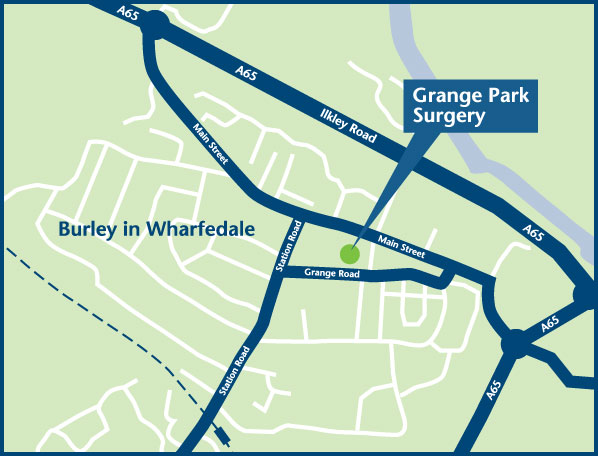 A65
A65
Ilkley Road
Grange Park
Surgery
Main Street
Burley in Wharfedale
Station Road
Main Street
A65
Grange Road
A65
Station Road
A65